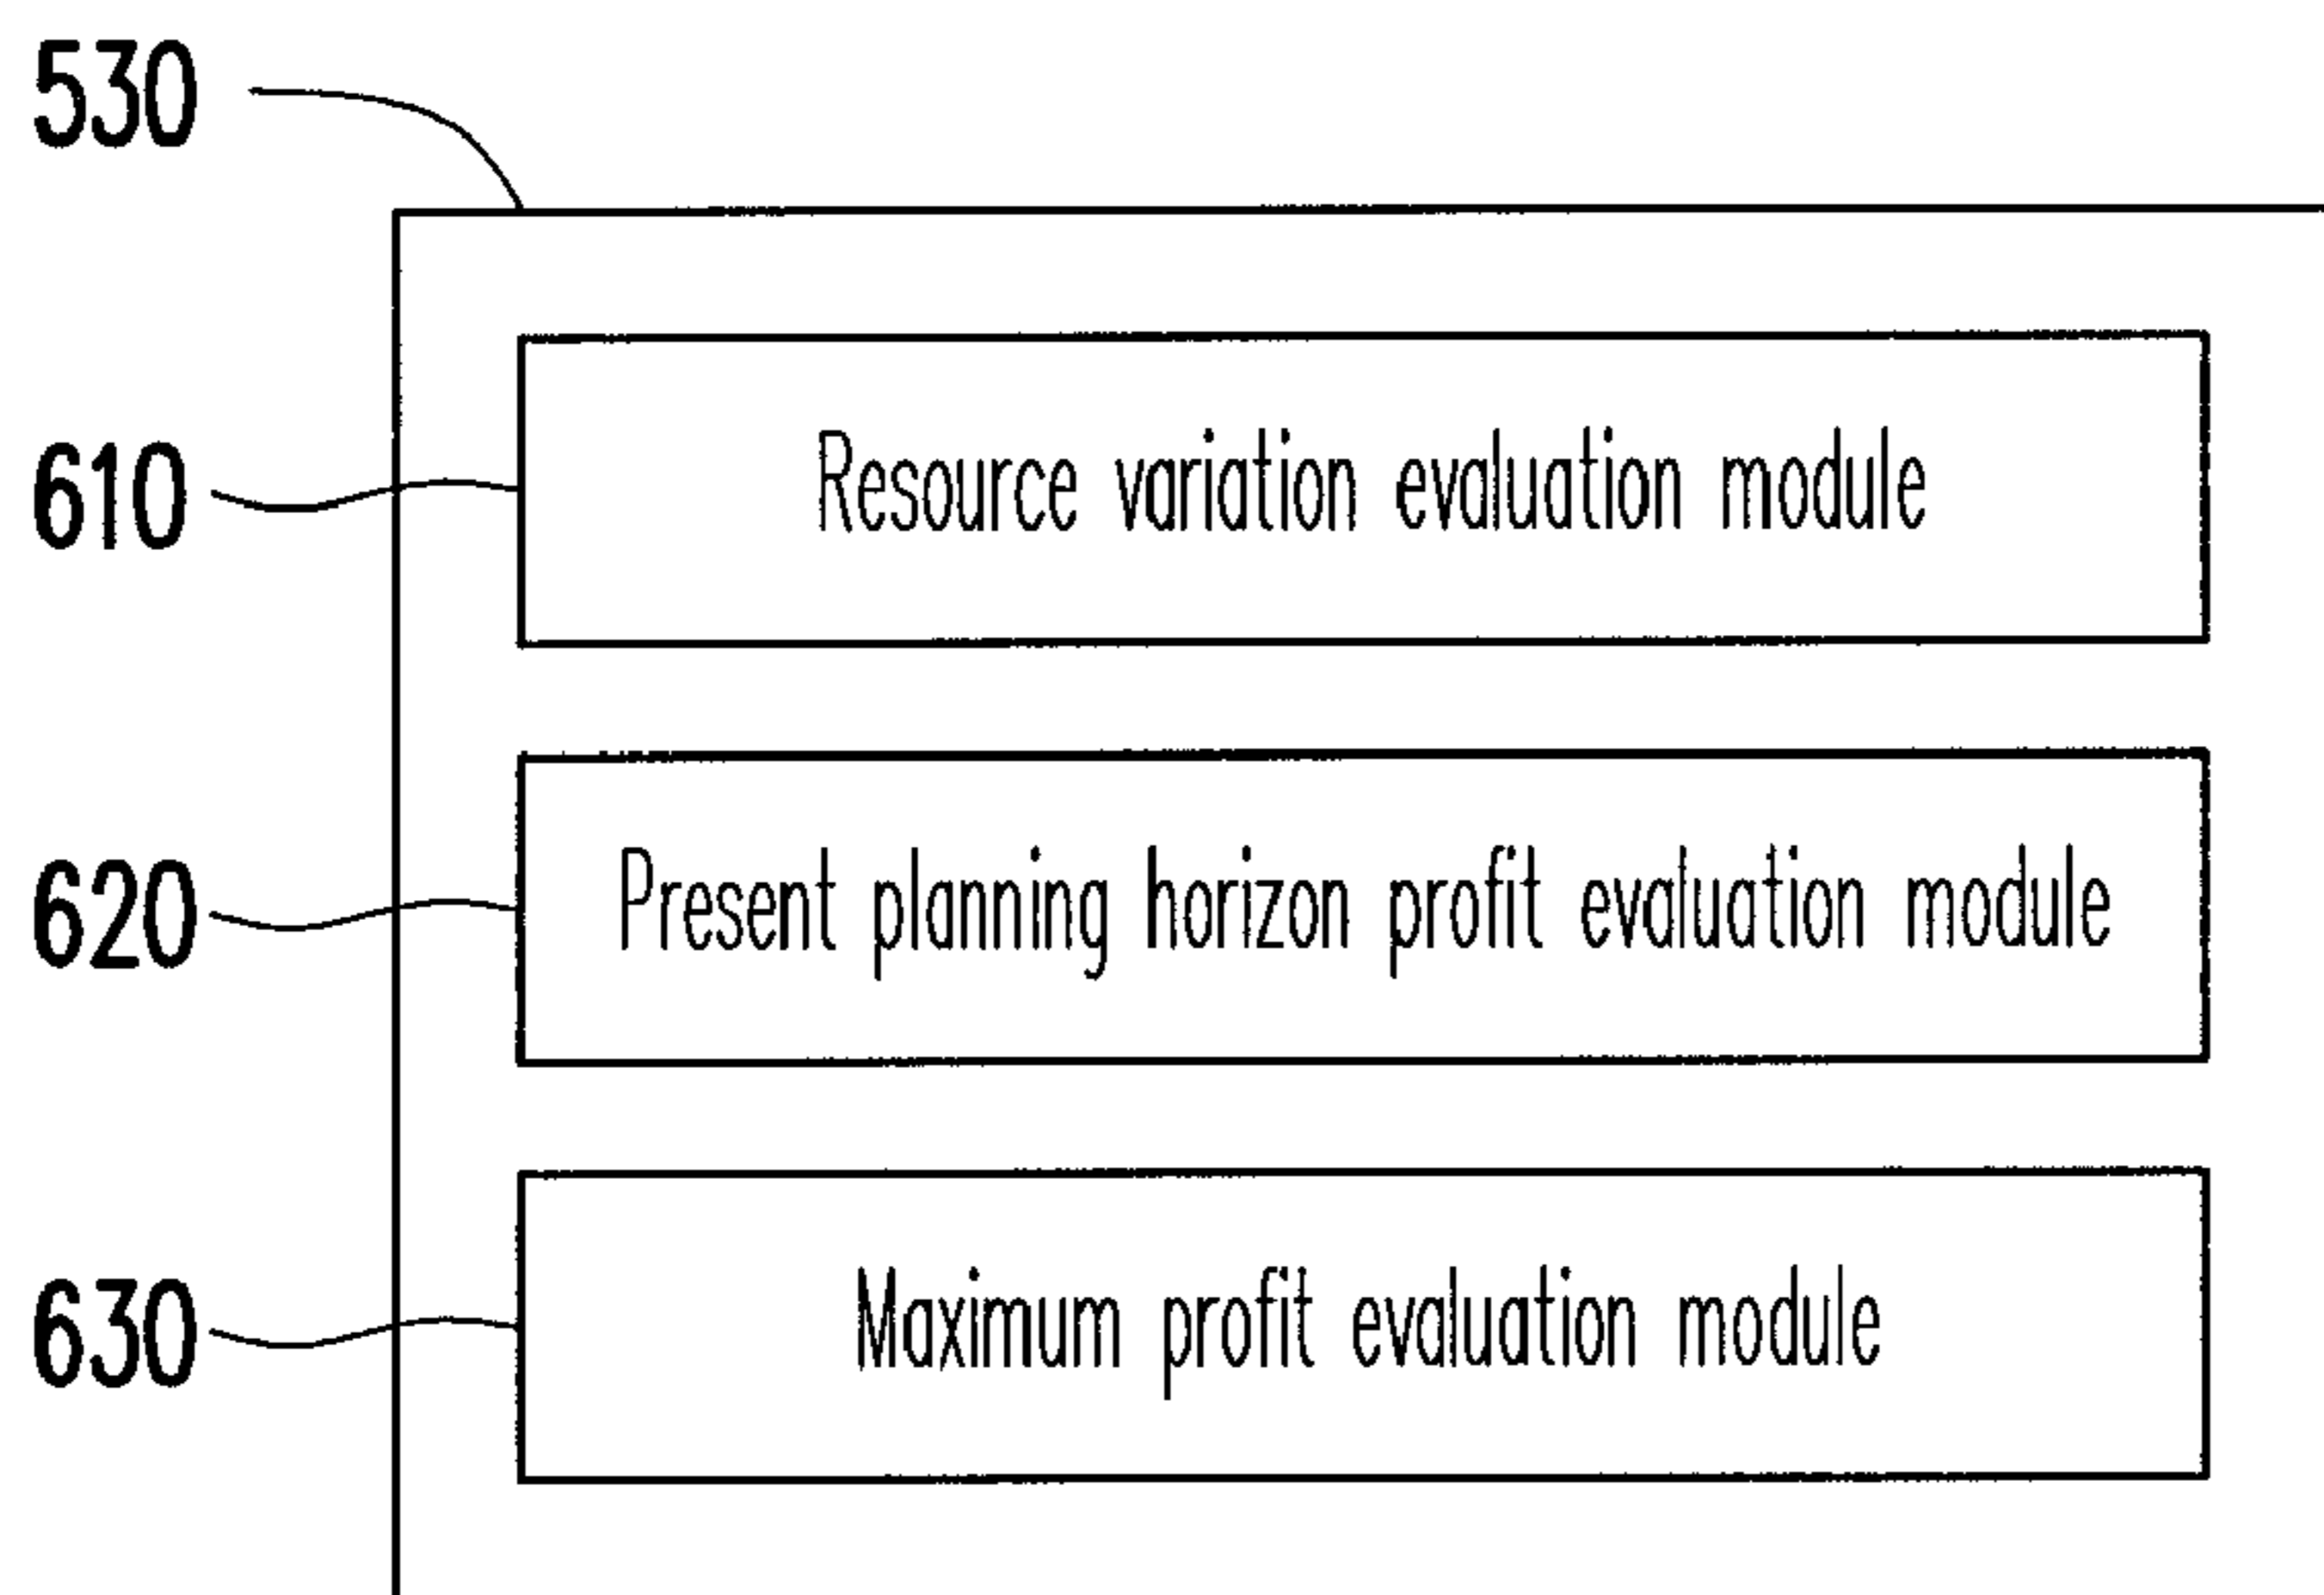 530
610 Resource variation evaluation module
620 Present planning horizon profit evaluation module
630 Maximum profit evaluation module